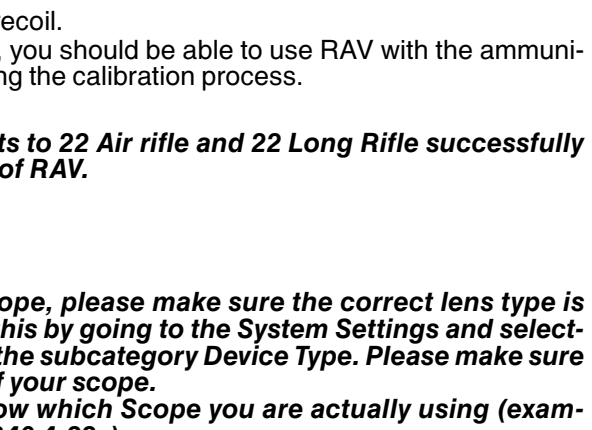 ecoil.
, you should be able to use RAV with the ammuni-
ng the calibration process.
ts to 22 Air rifle and 22 Long Rifle successfully
of RAV.
ope, please make sure the correct lens type is
his by going to the System Settings and select-
the subcategory Device Type. Please make sure
f your scope.
ow which Scope you are actually using (exam-